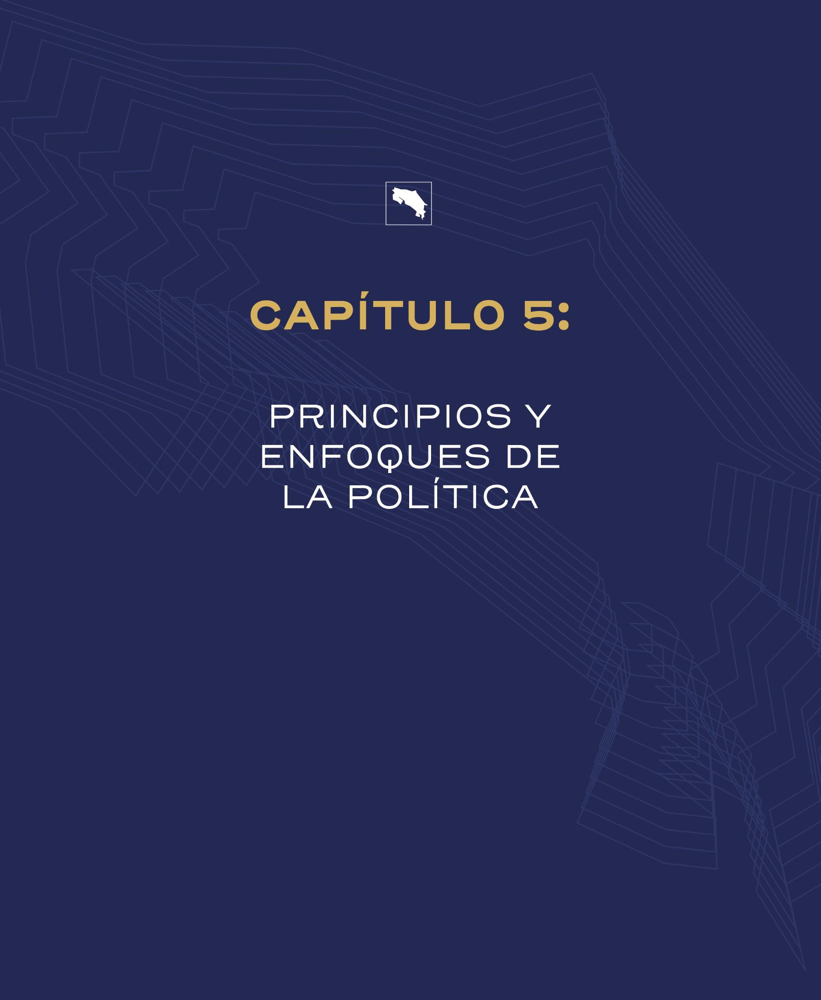 CAPÍTULO 5:
PRINCIPIOS Y
ENFOQUES DE
LA POLÍTICA